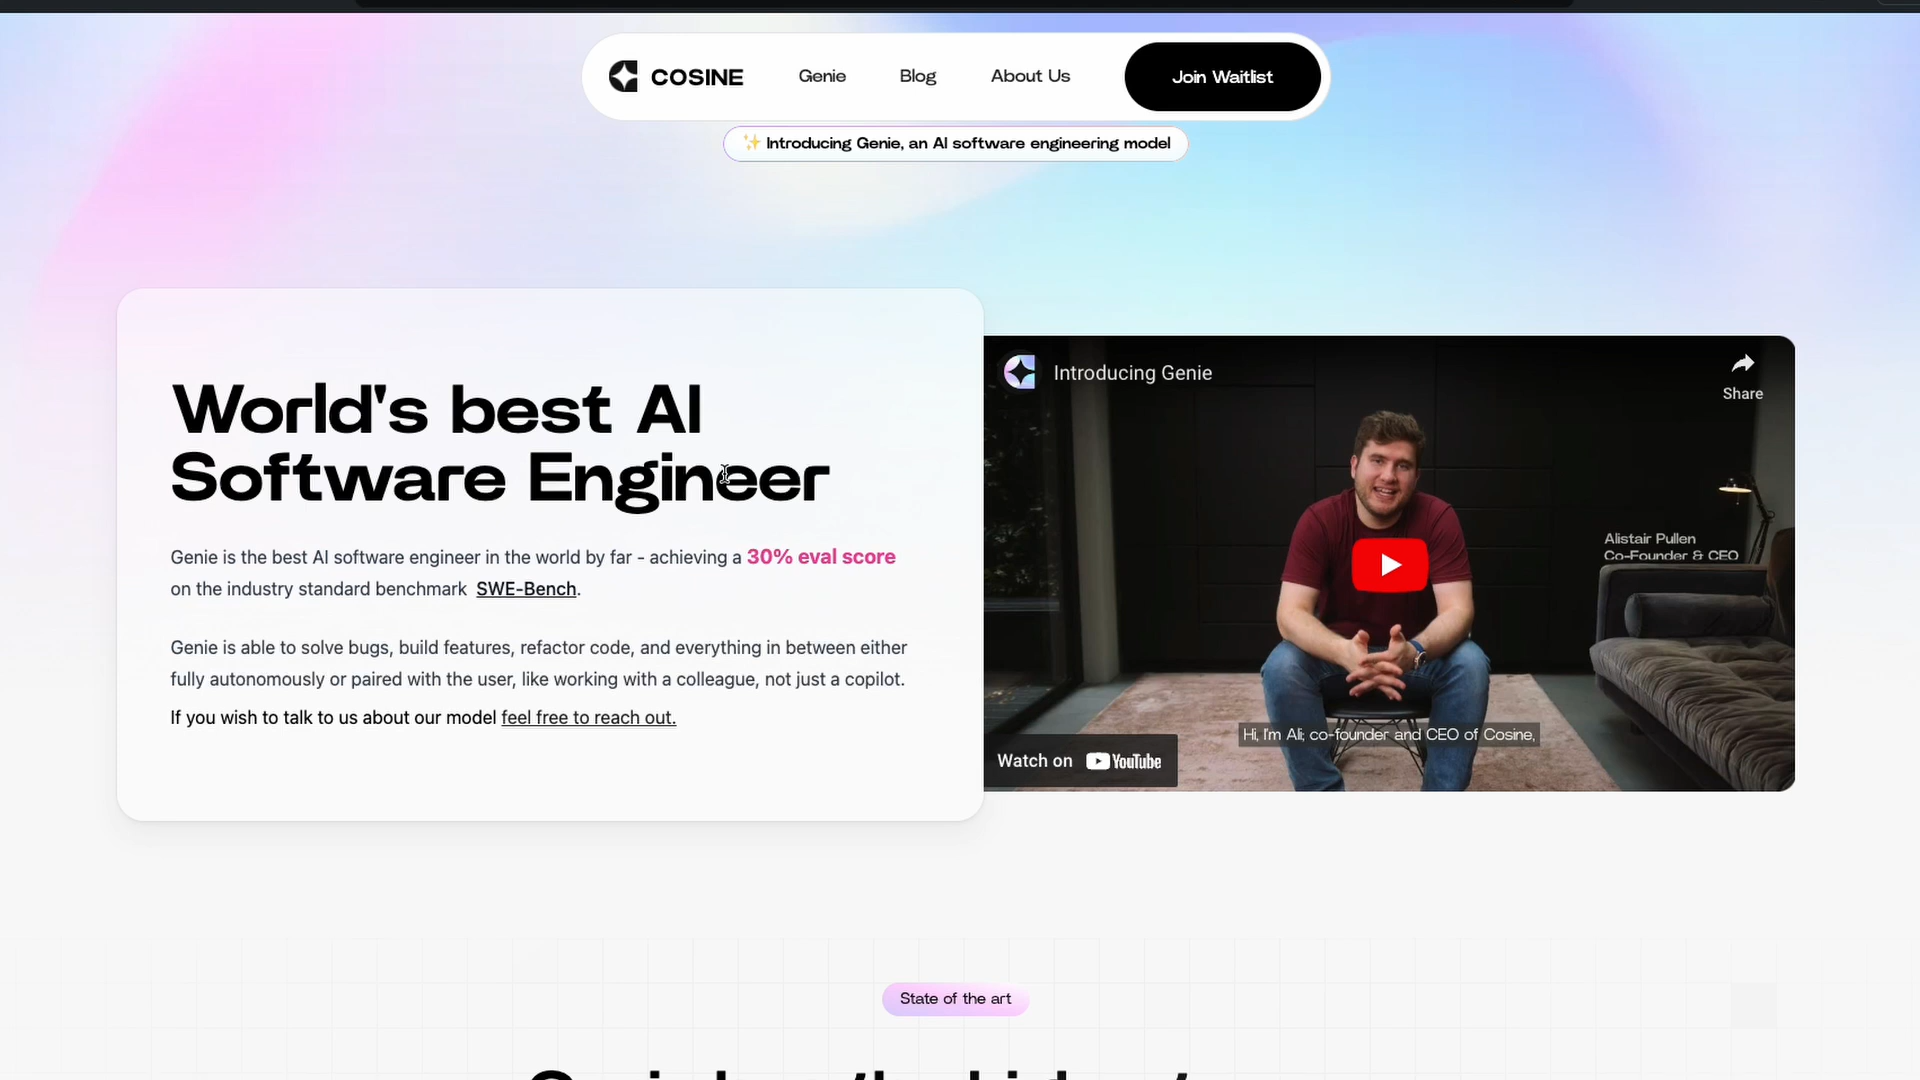 COSINE
Genie
Blog
About Us
Join Waitlist
✨ Introducing Genie, an AI software engineering model
World's best AI
Software Engineer
Genie is the best AI software engineer in the world by far - achieving a 30% eval score
on the industry standard benchmark SWE-Bench.
Genie is able to solve bugs, build features, refactor code, and everything in between either
fully autonomously or paired with the user, like working with a colleague, not just a copilot.
If you wish to talk to us about our model feel free to reach out.
Introducing Genie
Share
Alistair Pullen
Co-Founder & CEO
Hi, I'm Ali; co-founder and CEO of Cosine,
Watch on YouTube
State of the art